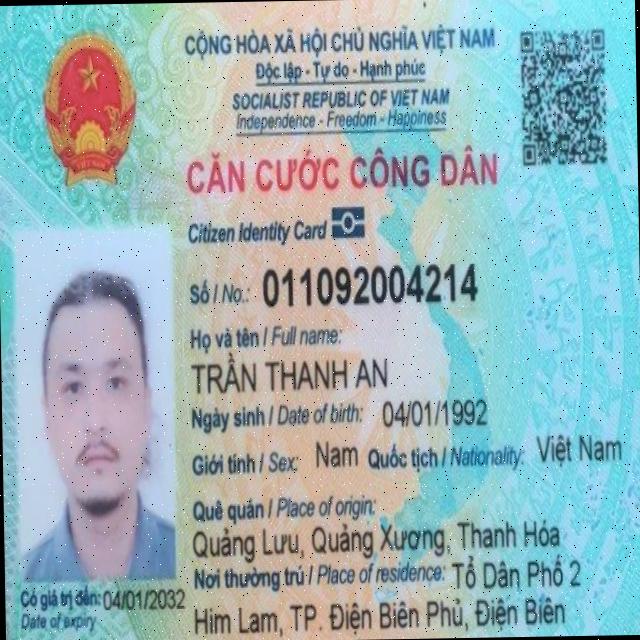 CỘNG HÒA XÃ HỘI CHỦ NGHĨA VIỆT NAM
Độc lập - Tự do - Hạnh phúc
SOCIALIST REPUBLIC OF VIET NAM
Independence - Freedom - Happiness
CĂN CƯỚC CÔNG DÂN
Citizen Identity Card
Số / No.: 011092004214
Họ và tên / Full name:
TRẦN THANH AN
Ngày sinh / Date of birth: 04/01/1992
Giới tính / Sex: Nam Quốc tịch / Nationality: Việt Nam
Quê quán / Place of origin:
Quảng Lưu, Quảng Xương, Thanh Hóa
Nơi thường trú / Place of residence: Tổ Dân Phố 2
Him Lam, TP. Điện Biên Phủ, Điện Biên
Có giá trị đến: 04/01/2032
Date of expiry